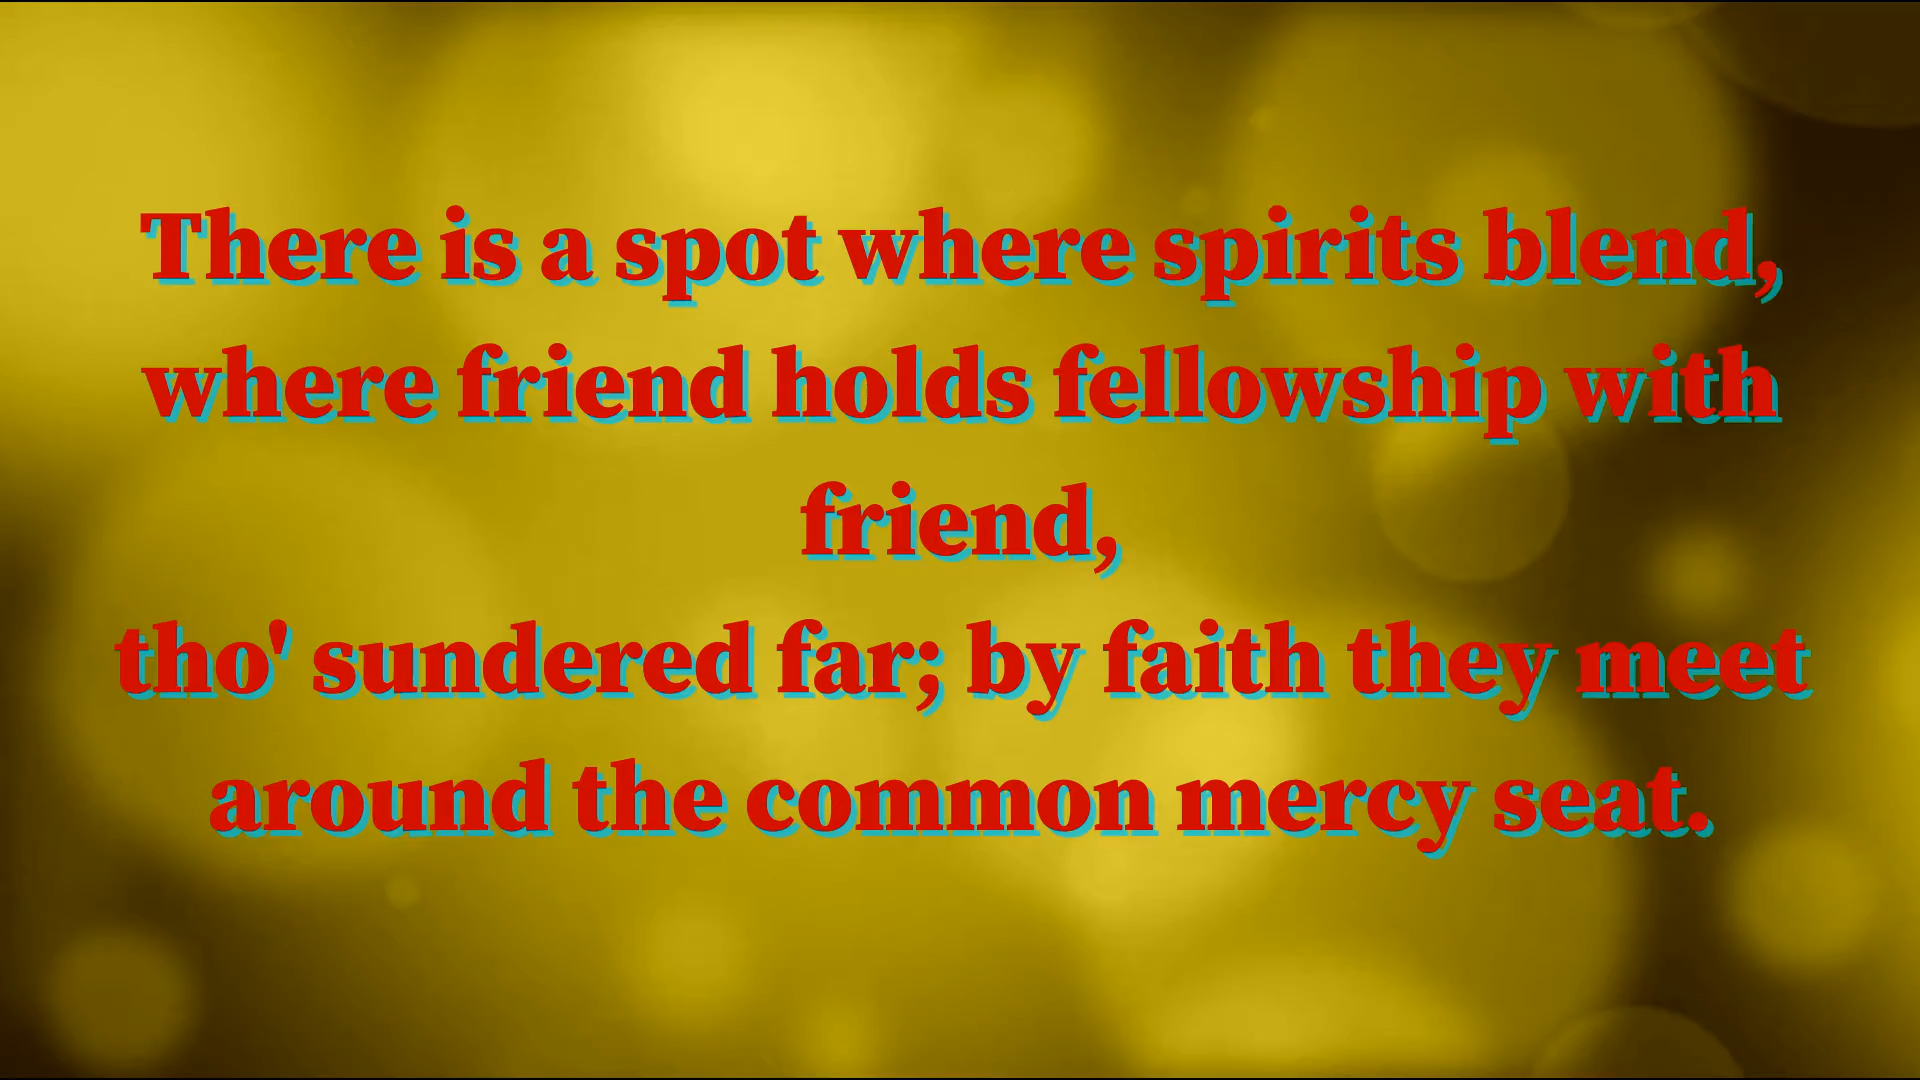 There is a spot where spirits blend,
where friend holds fellowship with
friend,
tho' sundered far; by faith they meet
around the common mercy seat.